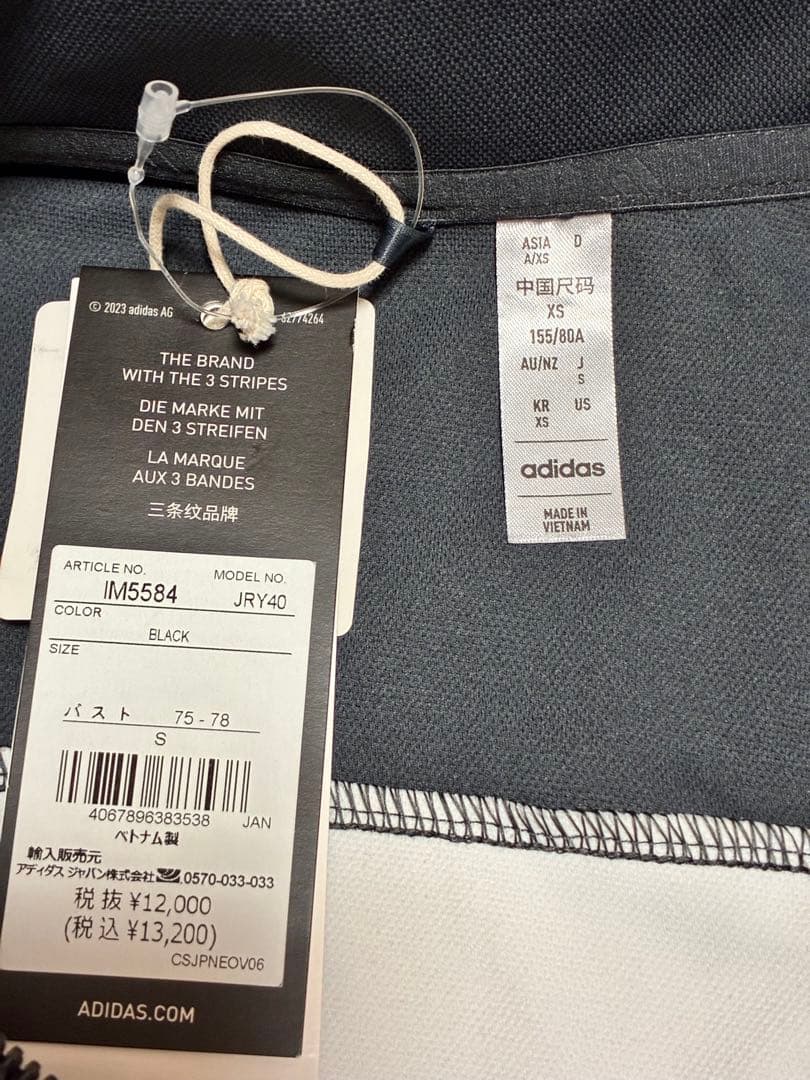 © 2023 adidas AG
62774264
THE BRAND
WITH THE 3 STRIPES
DIE MARKE MIT
DEN 3 STREIFEN
LA MARQUE
AUX 3 BANDES
三条纹品牌
ARTICLE NO. MODEL NO.
IM5584 JRY40
COLOR
BLACK
SIZE
バスト 75-78
S
4067896383538 JAN
ベトナム製
輸入販売元
アディダス ジャパン株式会社 0570-033-033
税抜 ¥12,000
(税込 ¥13,200)
CSJPNEOV06
ADIDAS.COM
ASIA D
A/XS
中国尺码
XS
155/80A
AU/NZ J
S
KR US
XS
adidas
MADE IN
VIETNAM